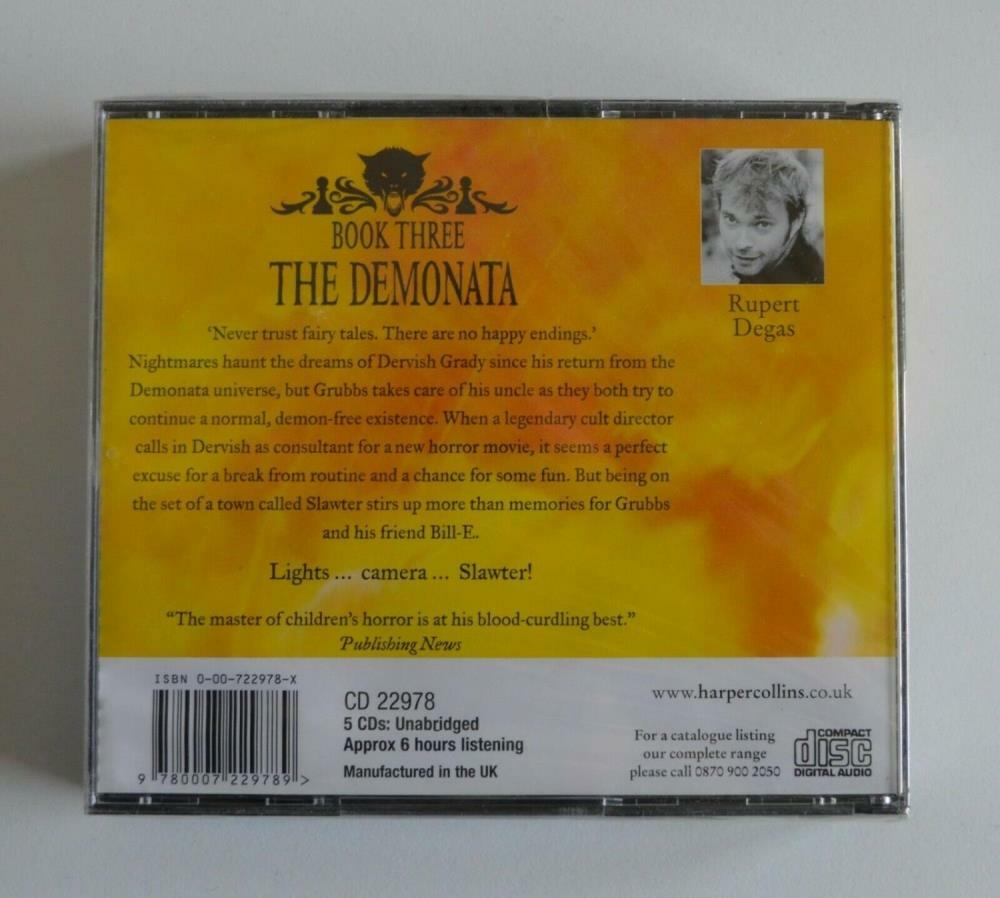 BOOK THREE
THE DEMONATA
Rupert
Degas
‘Never trust fairy tales. There are no happy endings.’
Nightmares haunt the dreams of Dervish Grady since his return from the
Demonata universe, but Grubbs takes care of his uncle as they both try to
continue a normal, demon-free existence. When a legendary cult director
calls in Dervish as consultant for a new horror movie, it seems a perfect
excuse for a break from routine and a chance for some fun. But being on
the set of a town called Slawter stirs up more than memories for Grubbs
and his friend Bill-E.
Lights ... camera ... Slawter!
“The master of children’s horror is at his blood-curdling best.”
Publishing News
ISBN 0-00-722978-X
9 780007 229789 >
CD 22978
5 CDs: Unabridged
Approx 6 hours listening
Manufactured in the UK
www.harpercollins.co.uk
For a catalogue listing
our complete range
please call 0870 900 2050
COMPACT
disc
DIGITAL AUDIO